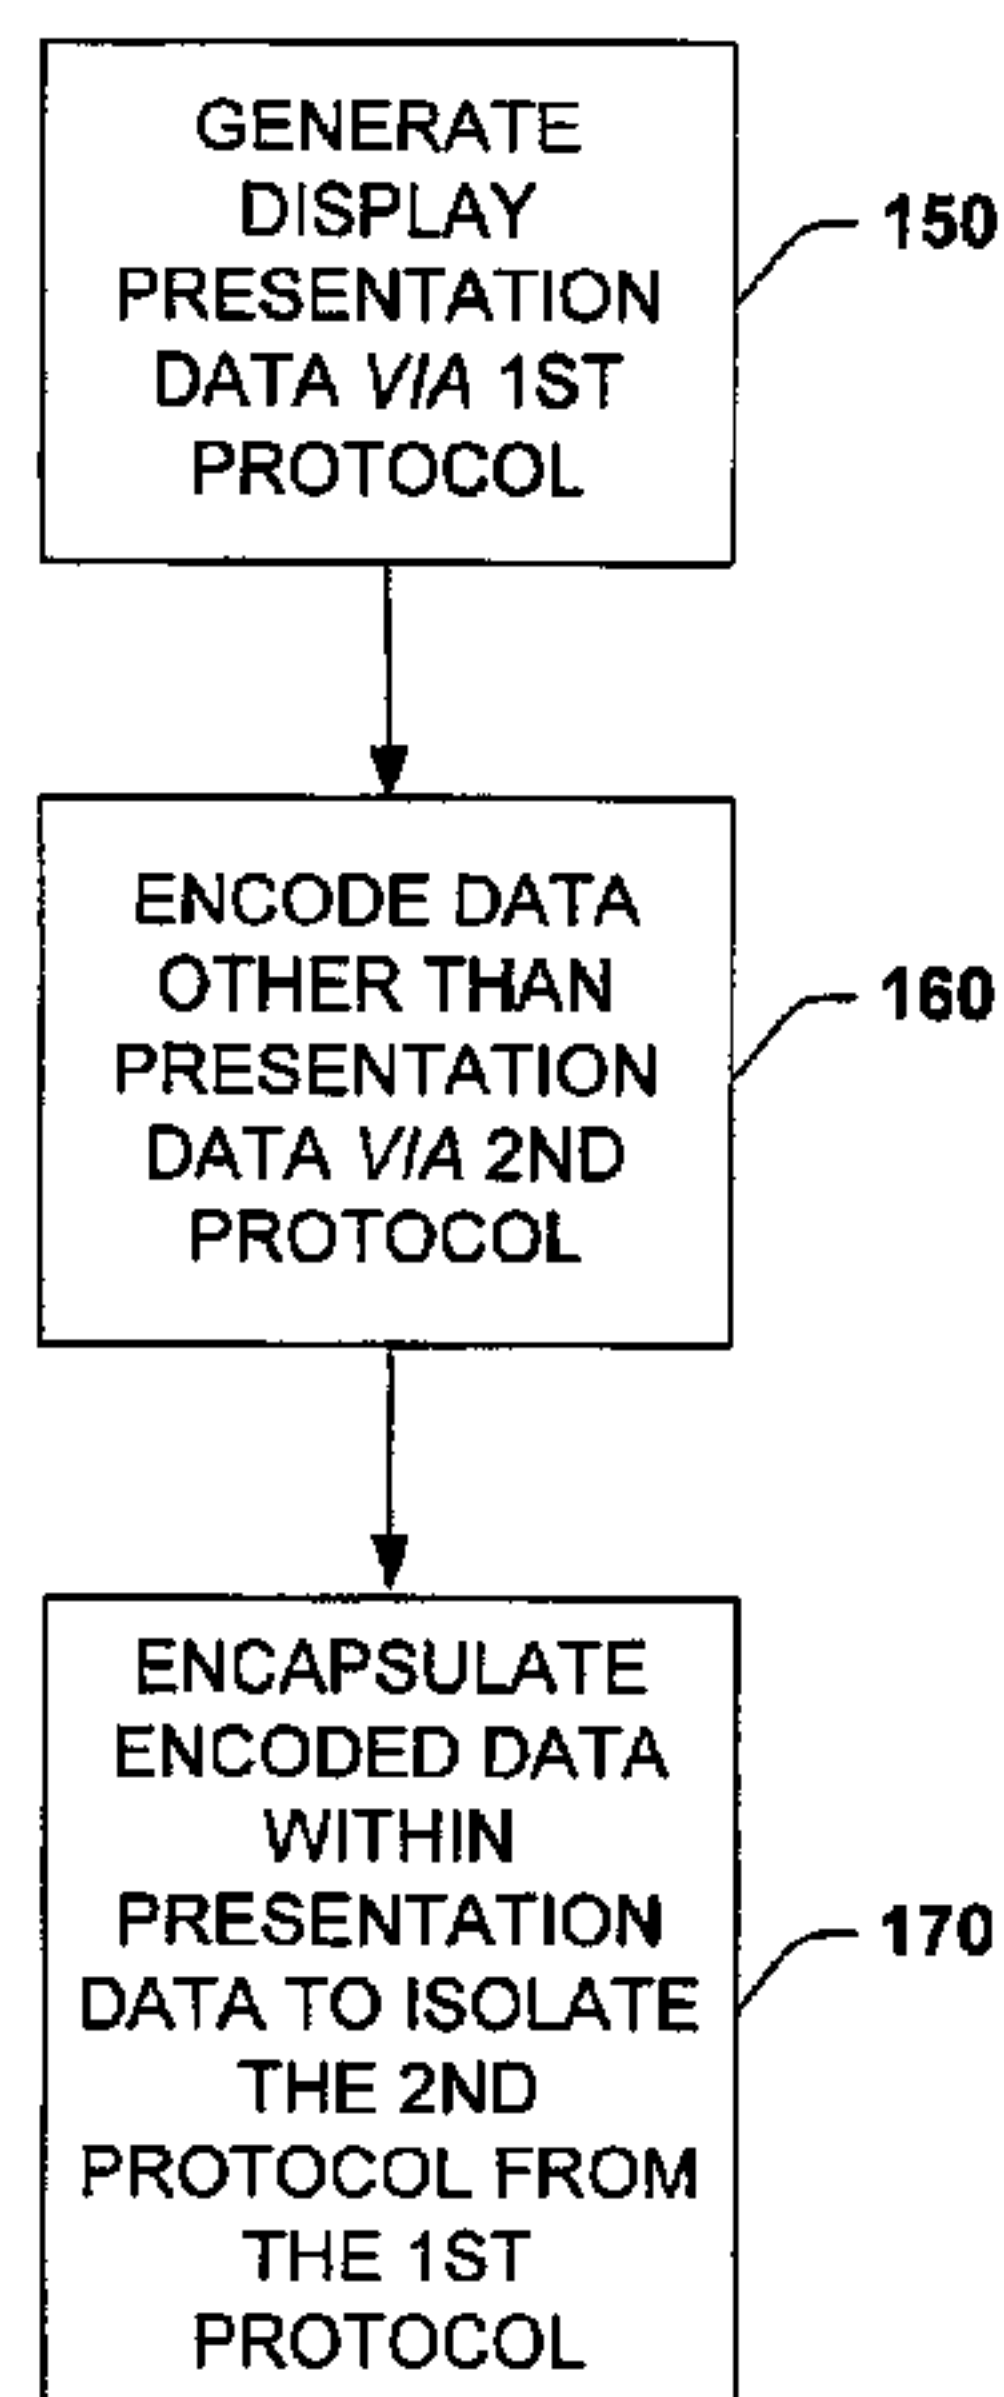 GENERATE
DISPLAY
PRESENTATION
DATA VIA 1ST
PROTOCOL
150
ENCODE DATA
OTHER THAN
PRESENTATION
DATA VIA 2ND
PROTOCOL
160
ENCAPSULATE
ENCODED DATA
WITHIN
PRESENTATION
DATA TO ISOLATE
THE 2ND
PROTOCOL FROM
THE 1ST
PROTOCOL
170